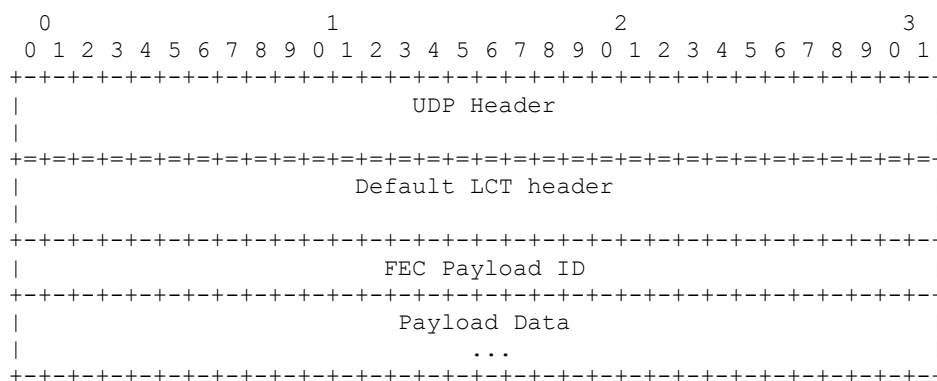 0                   1                   2                   3
 0 1 2 3 4 5 6 7 8 9 0 1 2 3 4 5 6 7 8 9 0 1 2 3 4 5 6 7 8 9 0 1
+-+-+-+-+-+-+-+-+-+-+-+-+-+-+-+-+-+-+-+-+-+-+-+-+-+-+-+-+-+-+-+-
|                          UDP Header
|
+=+=+=+=+=+=+=+=+=+=+=+=+=+=+=+=+=+=+=+=+=+=+=+=+=+=+=+=+=+=+=+-
|                      Default LCT header
|
+-+-+-+-+-+-+-+-+-+-+-+-+-+-+-+-+-+-+-+-+-+-+-+-+-+-+-+-+-+-+-+-
|                        FEC Payload ID
+-+-+-+-+-+-+-+-+-+-+-+-+-+-+-+-+-+-+-+-+-+-+-+-+-+-+-+-+-+-+-+-
|                         Payload Data
|                              ...
+-+-+-+-+-+-+-+-+-+-+-+-+-+-+-+-+-+-+-+-+-+-+-+-+-+-+-+-+-+-+-+-